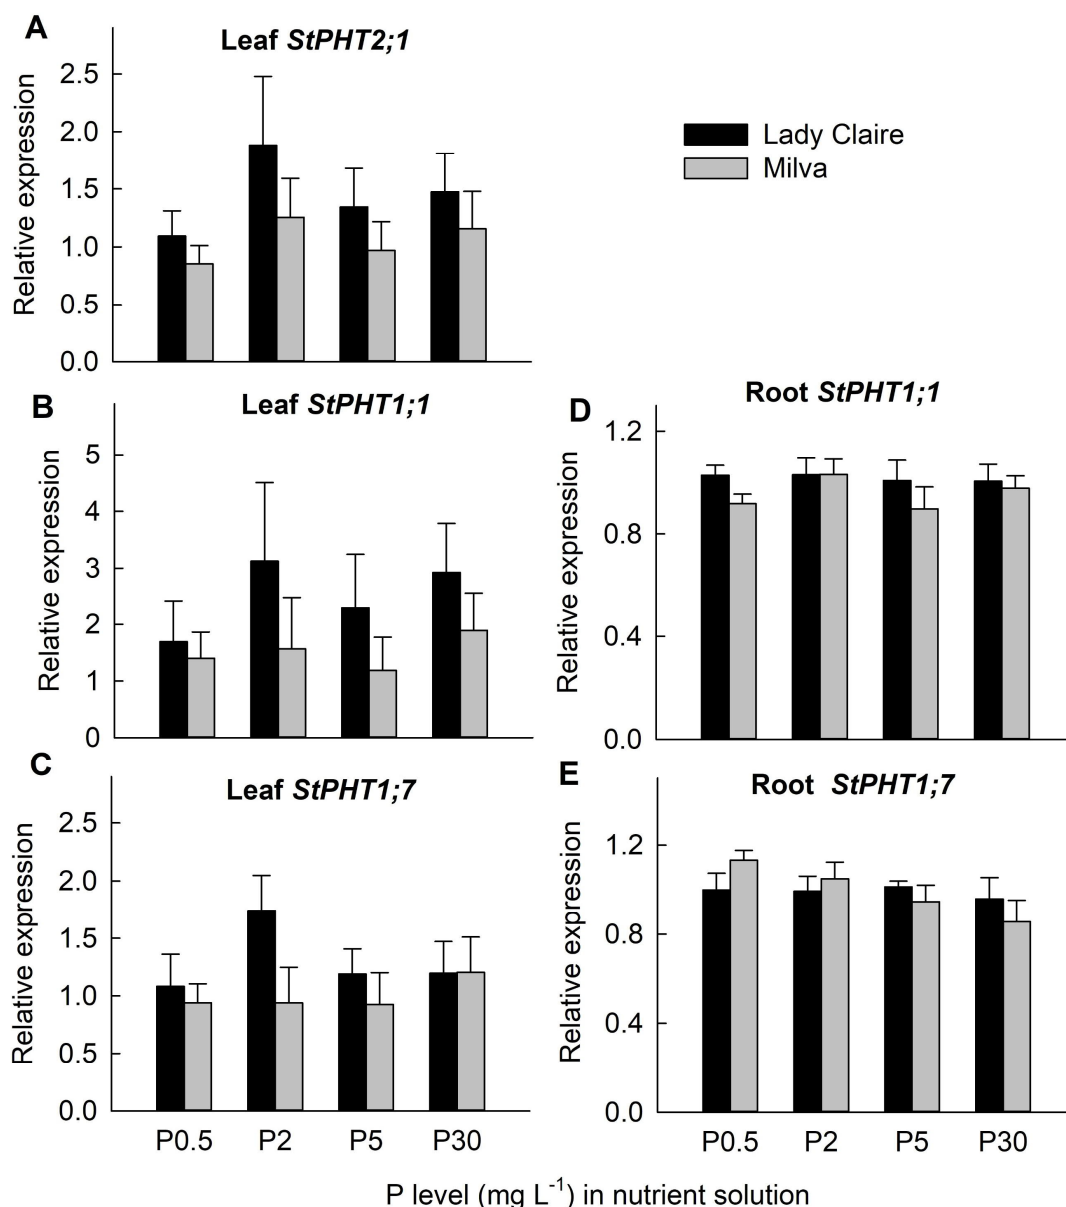 A
Leaf StPHT2;1
Relative expression
2.5
2.0
1.5
1.0
0.5
0.0
Lady Claire
Milva
B
Leaf StPHT1;1
Relative expression
5
4
3
2
1
0
D
Root StPHT1;1
Relative expression
1.2
0.8
0.4
0.0
C
Leaf StPHT1;7
Relative expression
2.5
2.0
1.5
1.0
0.5
0.0
P0.5 P2 P5 P30
E
Root StPHT1;7
Relative expression
1.2
0.8
0.4
0.0
P0.5 P2 P5 P30
P level (mg L⁻¹) in nutrient solution